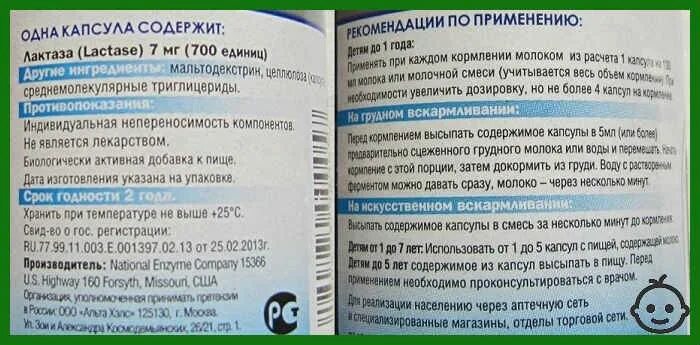 ОДНА КАПСУЛА СОДЕРЖИТ:
Лактаза (Lactase) 7 мг (700 единиц)
Другие ингредиенты: мальтодекстрин, целлюлоза
среднемолекулярные триглицериды.
Противопоказания:
Индивидуальная непереносимость компонентов.
Не является лекарством.
Биологически активная добавка к пище.
Дата изготовления указана на упаковке.
Срок годности 2 года.
Хранить при температуре не выше +25°С.
Свид-во о гос. регистрации:
RU.77.99.11.003.Е.001397.02.13 от 25.02.2013г.
Производитель: National Enzyme Company 15366
U.S. Highway 160 Forsyth, Missouri, США
Организация, уполномоченная принимать претензии
в России: ООО «Альта Хэлс» 125130, г. Москва,
Ул. Зои и Александра Космодемьянских, 26/21, стр. 1.
РЕКОМЕНДАЦИИ ПО ПРИМЕНЕНИЮ:
Детям до 1 года:
Применять при каждом кормлении молоком из расчета 1 капсула на 100
мл молока или молочной смеси (учитывается весь объем кормления). При
необходимости увеличить дозировку, но не более 4 капсул на кормление.
На грудном вскармливании:
Перед кормлением высыпать содержимое капсулы в 5мл (или более)
предварительно сцеженного грудного молока или воды и перемешать. Начать
кормление с этой порции, затем докормить из груди. Воду с растворенным
ферментом можно давать сразу, молоко – через несколько минут.
На искусственном вскармливании:
Высыпать содержимое капсулы в смесь за несколько минут до кормления.
Детям от 1 до 7 лет: Использовать от 1 до 5 капсул с пищей, содержащей молоко.
Детям до 5 лет содержимое из капсул высыпать в пищу. Перед
применением необходимо проконсультироваться с врачом.
Для реализации населению через аптечную сеть
и специализированные магазины, отделы торговой сети.